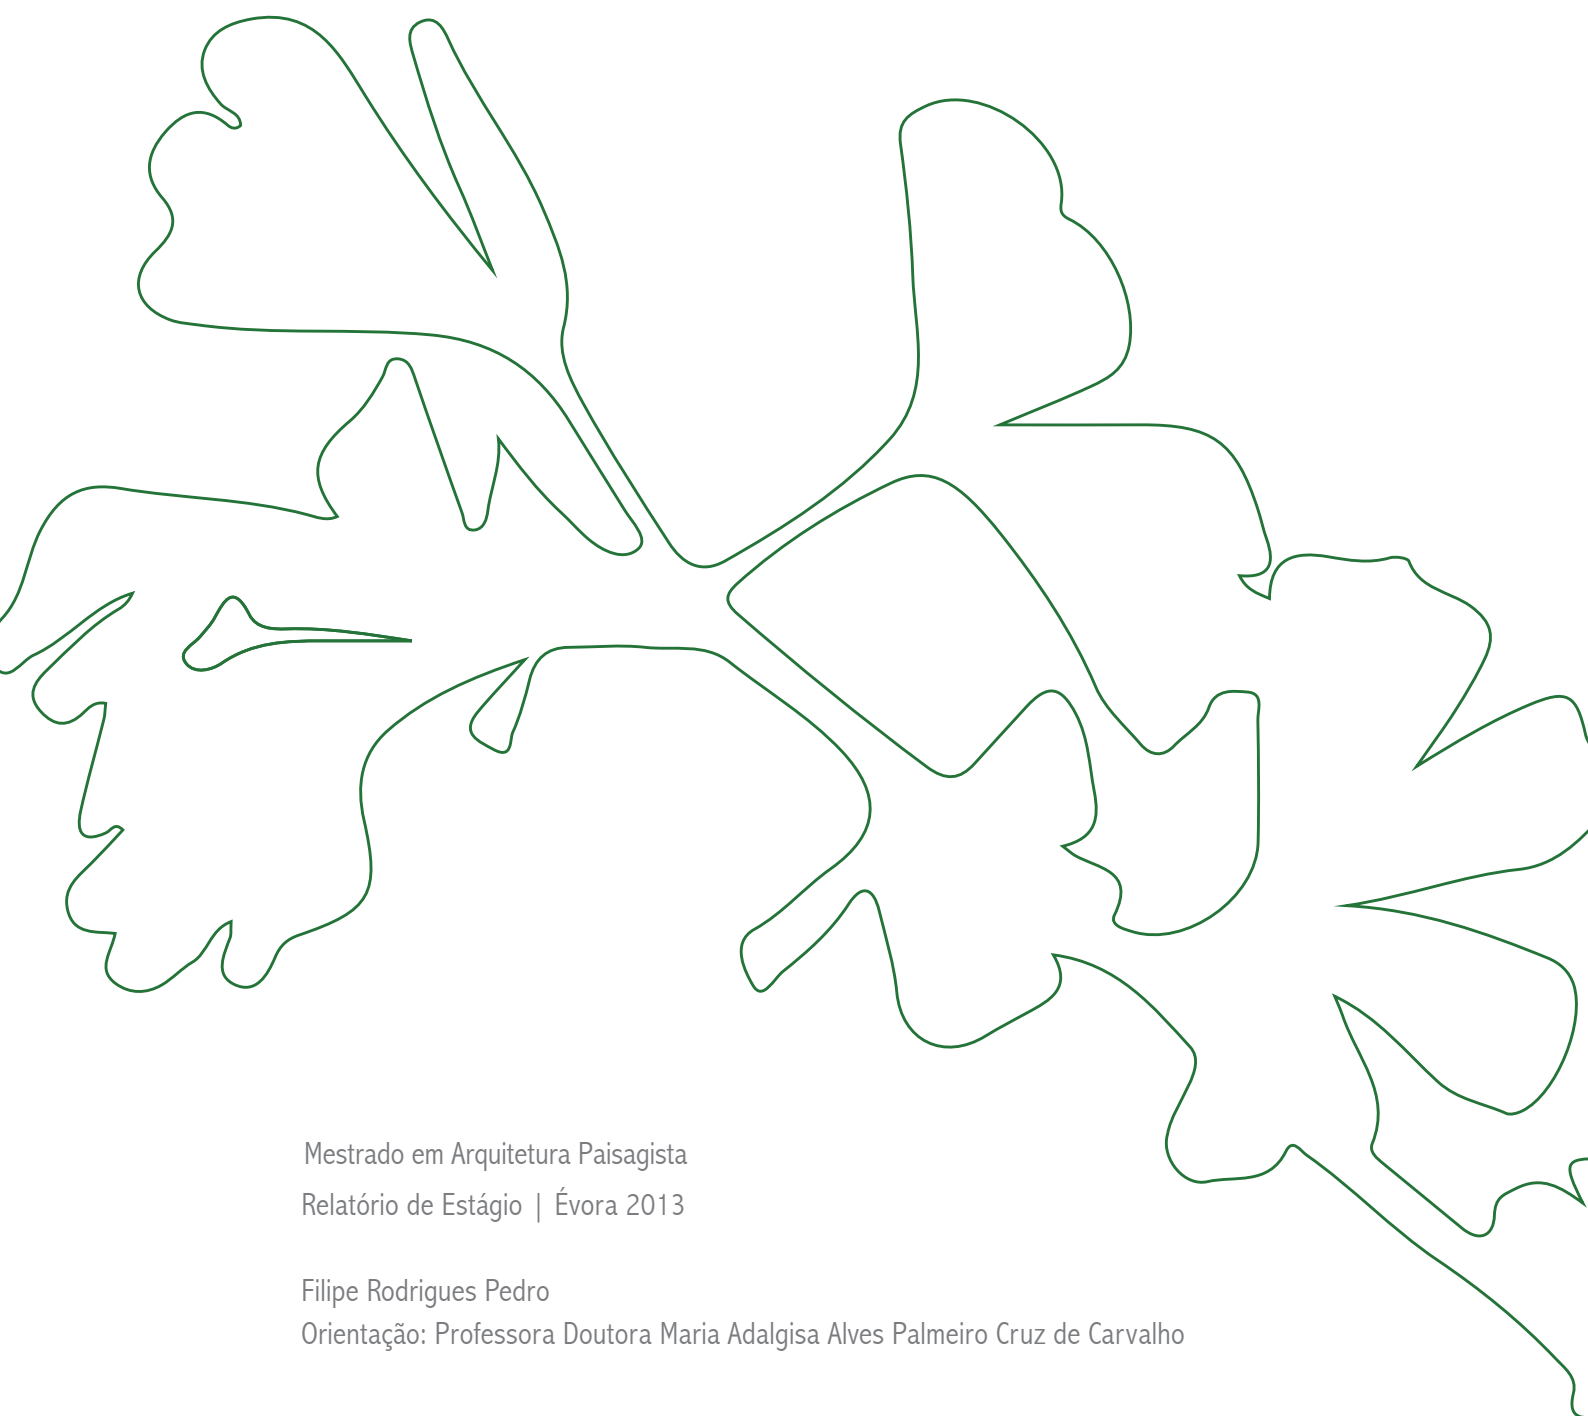 Mestrado em Arquitetura Paisagista
Relatório de Estágio | Évora 2013
Filipe Rodrigues Pedro
Orientação: Professora Doutora Maria Adalgisa Alves Palmeiro Cruz de Carvalho